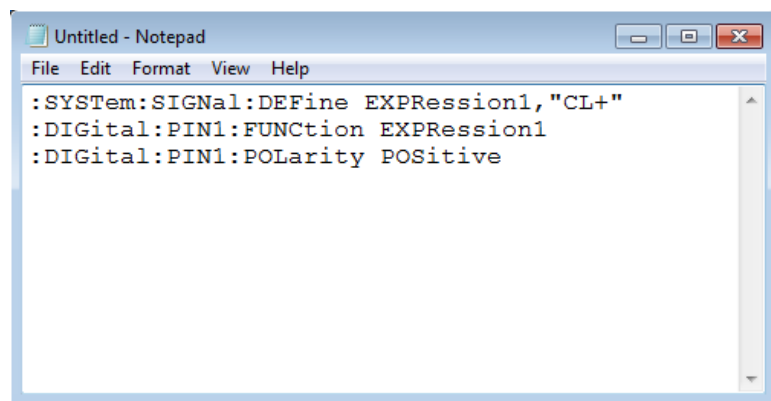 Untitled - Notepad
File Edit Format View Help
:SYSTem:SIGNal:DEFine EXPRession1,"CL+"
:DIGital:PIN1:FUNCtion EXPRession1
:DIGital:PIN1:POLarity POSitive